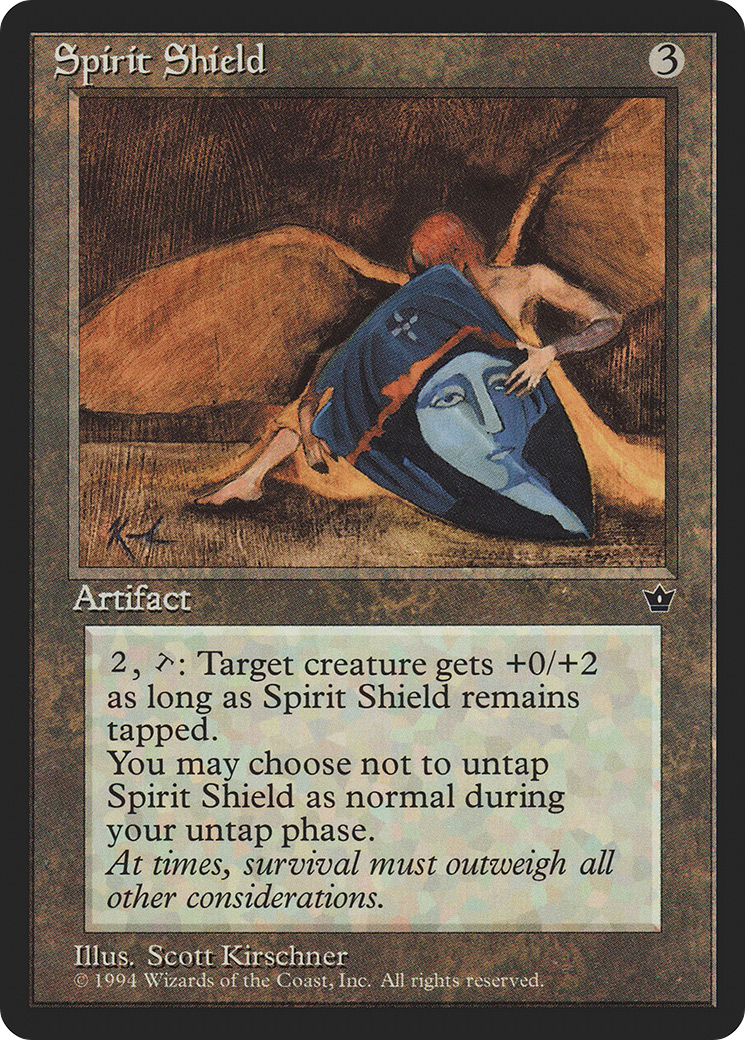 Spirit Shield 3
Artifact
2, T: Target creature gets +0/+2
as long as Spirit Shield remains
tapped.
You may choose not to untap
Spirit Shield as normal during
your untap phase.
At times, survival must outweigh all
other considerations.
Illus. Scott Kirschner
© 1994 Wizards of the Coast, Inc. All rights reserved.